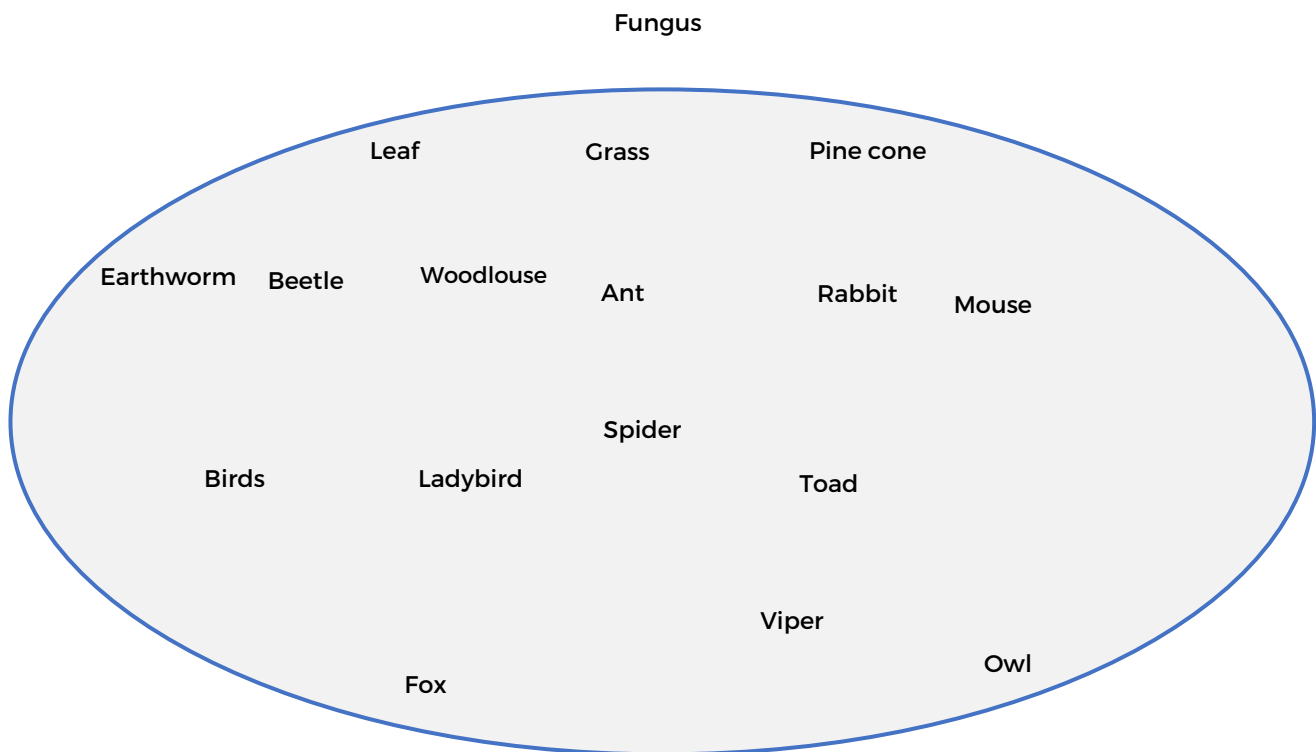 Fungus
Leaf
Grass
Pine cone
Earthworm
Beetle
Woodlouse
Ant
Rabbit
Mouse
Spider
Birds
Ladybird
Toad
Viper
Owl
Fox